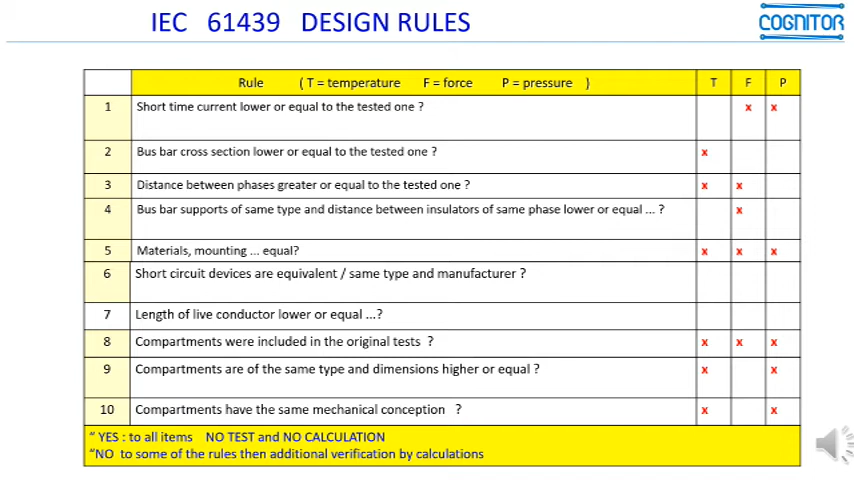 IEC 61439 DESIGN RULES
COGNITOR
Rule ( T = temperature F = force P = pressure ) T F P
1 Short time current lower or equal to the tested one ? x x
2 Bus bar cross section lower or equal to the tested one ? x
3 Distance between phases greater or equal to the tested one ? x x
4 Bus bar supports of same type and distance between insulators of same phase lower or equal ... ? x
5 Materials, mounting ... equal? x x x
6 Short circuit devices are equivalent / same type and manufacturer ?
7 Length of live conductor lower or equal ...?
8 Compartments were included in the original tests ? x x x
9 Compartments are of the same type and dimensions higher or equal ? x x
10 Compartments have the same mechanical conception ? x x
“ YES : to all items NO TEST and NO CALCULATION
“NO to some of the rules then additional verification by calculations